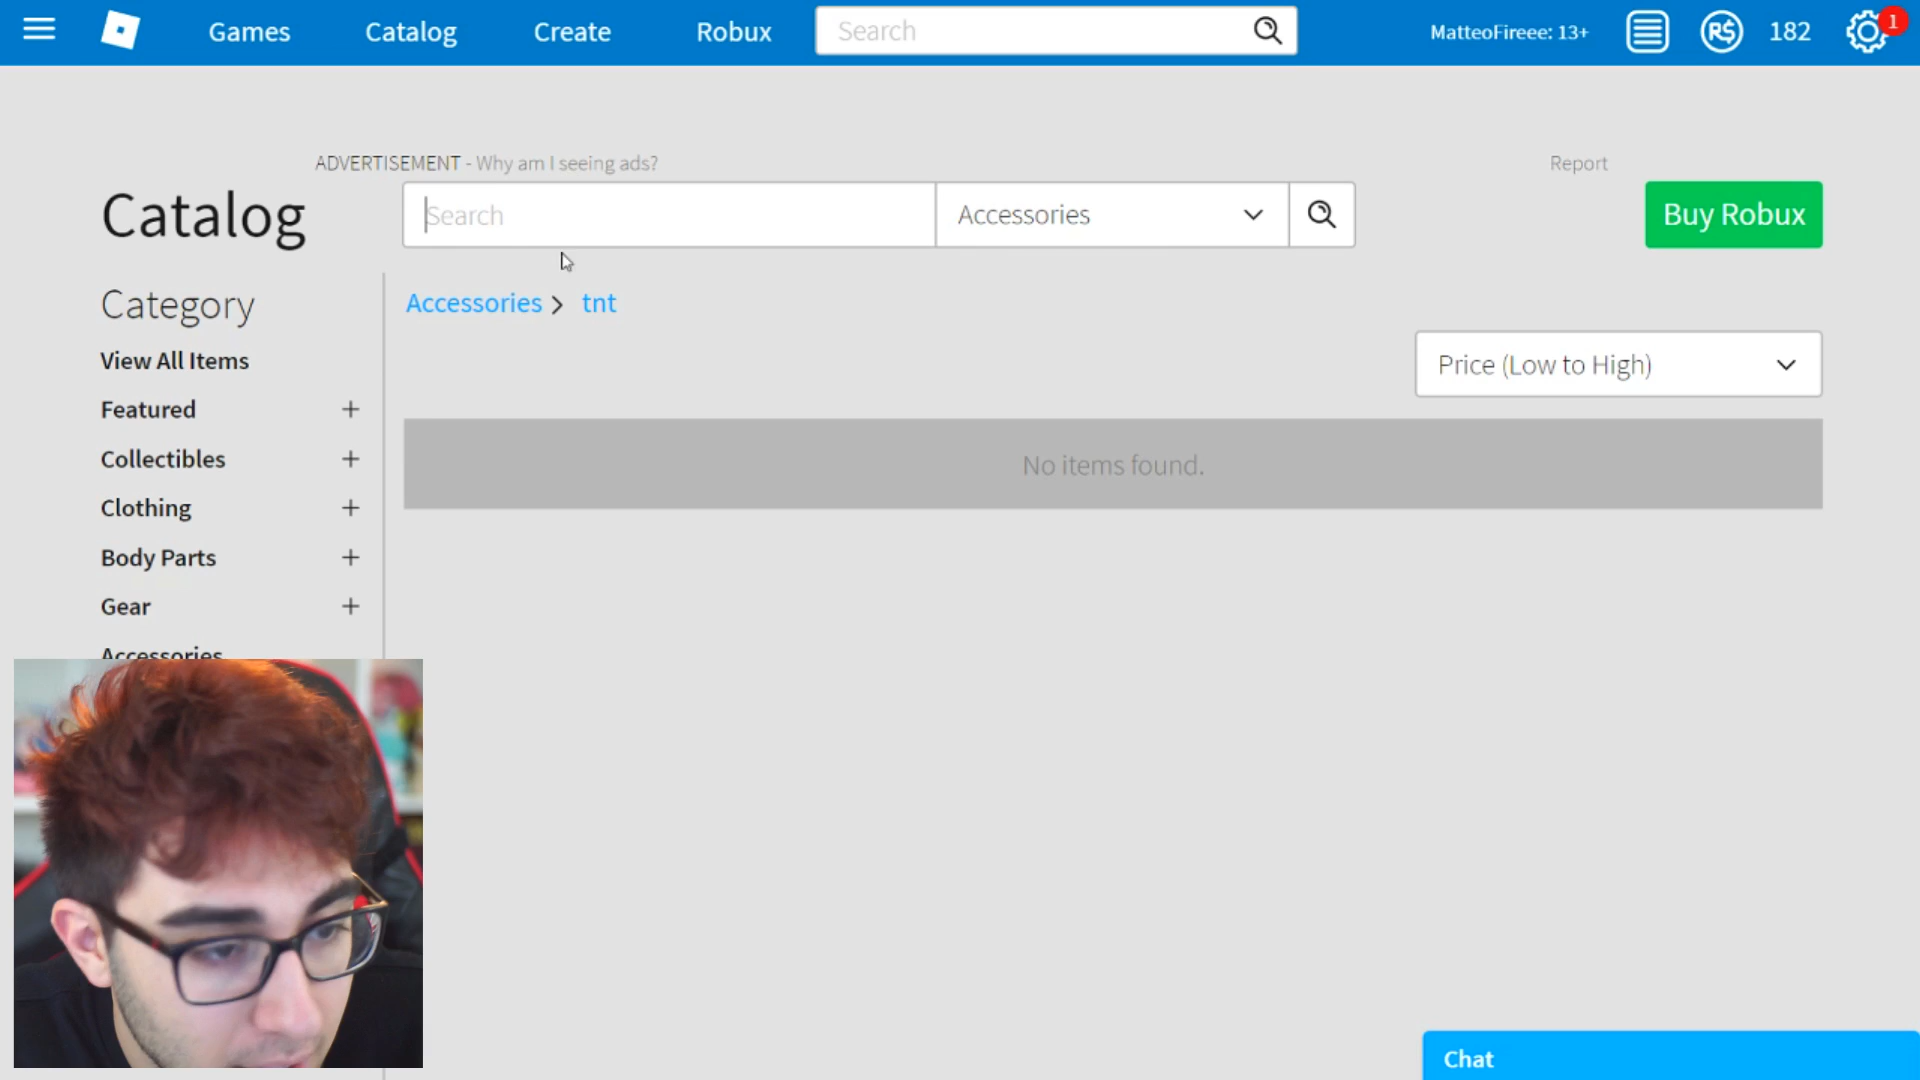 Games Catalog Create Robux Search MatteoFireee: 13+ R$ 182 1
ADVERTISEMENT - Why am I seeing ads? Report
Catalog Search Accessories Buy Robux
Category
Accessories > tnt
View All Items
Price (Low to High)
Featured +
Collectibles +
No items found.
Clothing +
Body Parts +
Gear +
Accessories
Chat